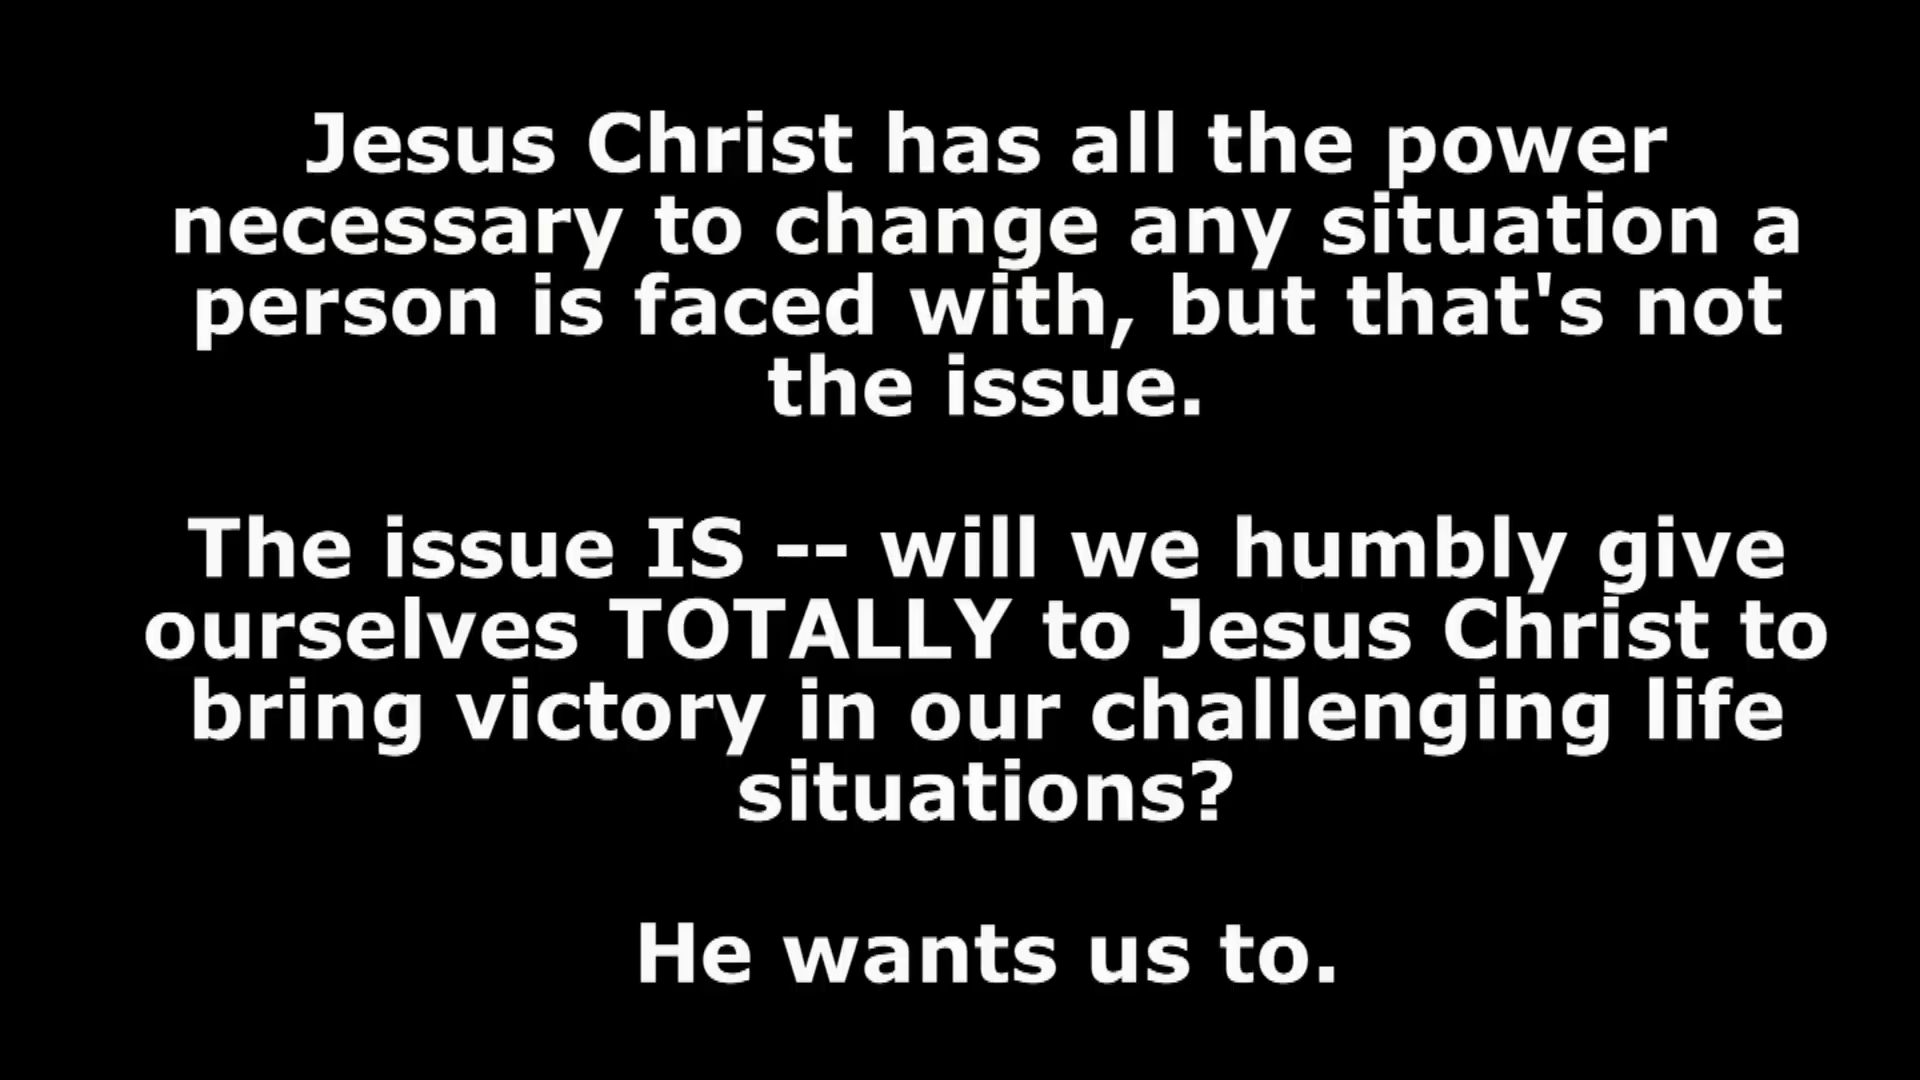 Jesus Christ has all the power
necessary to change any situation a
person is faced with, but that's not
the issue.
The issue IS -- will we humbly give
ourselves TOTALLY to Jesus Christ to
bring victory in our challenging life
situations?
He wants us to.